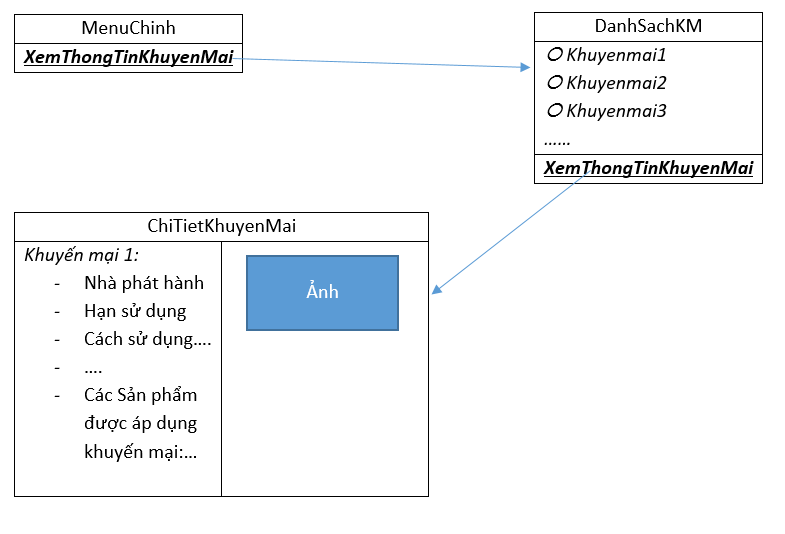 MenuChinh
XemThongTinKhuyenMai
DanhSachKM
Khuyenmai1
Khuyenmai2
Khuyenmai3
......
XemThongTinKhuyenMai
ChiTietKhuyenMai
Khuyến mại 1:
- Nhà phát hành
- Hạn sử dụng
- Cách sử dụng....
- ....
- Các Sản phẩm
được áp dụng
khuyến mại:...
Ảnh